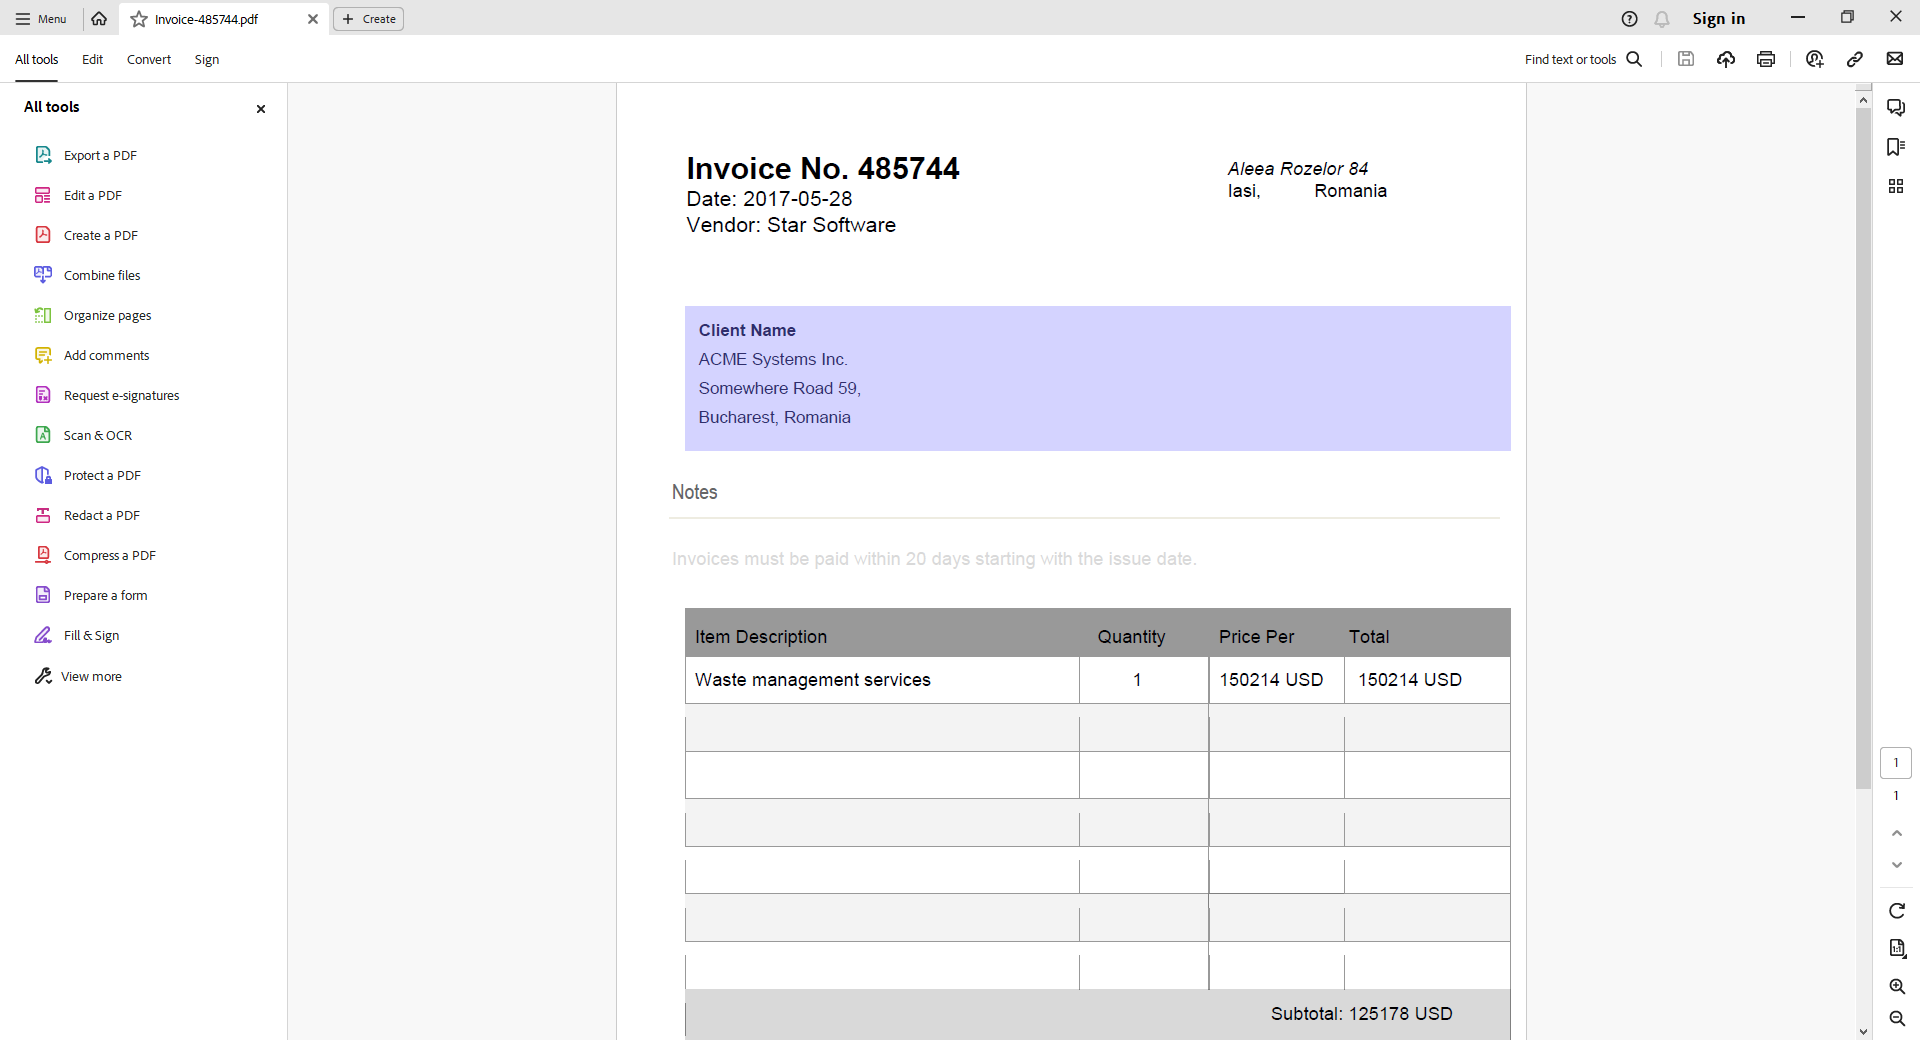 Menu
Invoice-485744.pdf
Create
Sign in
All tools
Edit
Convert
Sign
Find text or tools
All tools
Export a PDF
Edit a PDF
Create a PDF
Combine files
Organize pages
Add comments
Request e-signatures
Scan & OCR
Protect a PDF
Redact a PDF
Compress a PDF
Prepare a form
Fill & Sign
View more
Invoice No. 485744
Date: 2017-05-28
Vendor: Star Software
Aleea Rozelor 84
Iasi, Romania
Client Name
ACME Systems Inc.
Somewhere Road 59,
Bucharest, Romania
Notes
Invoices must be paid within 20 days starting with the issue date.
Item Description Quantity Price Per Total
Waste management services 1 150214 USD 150214 USD
Subtotal: 125178 USD
1
1